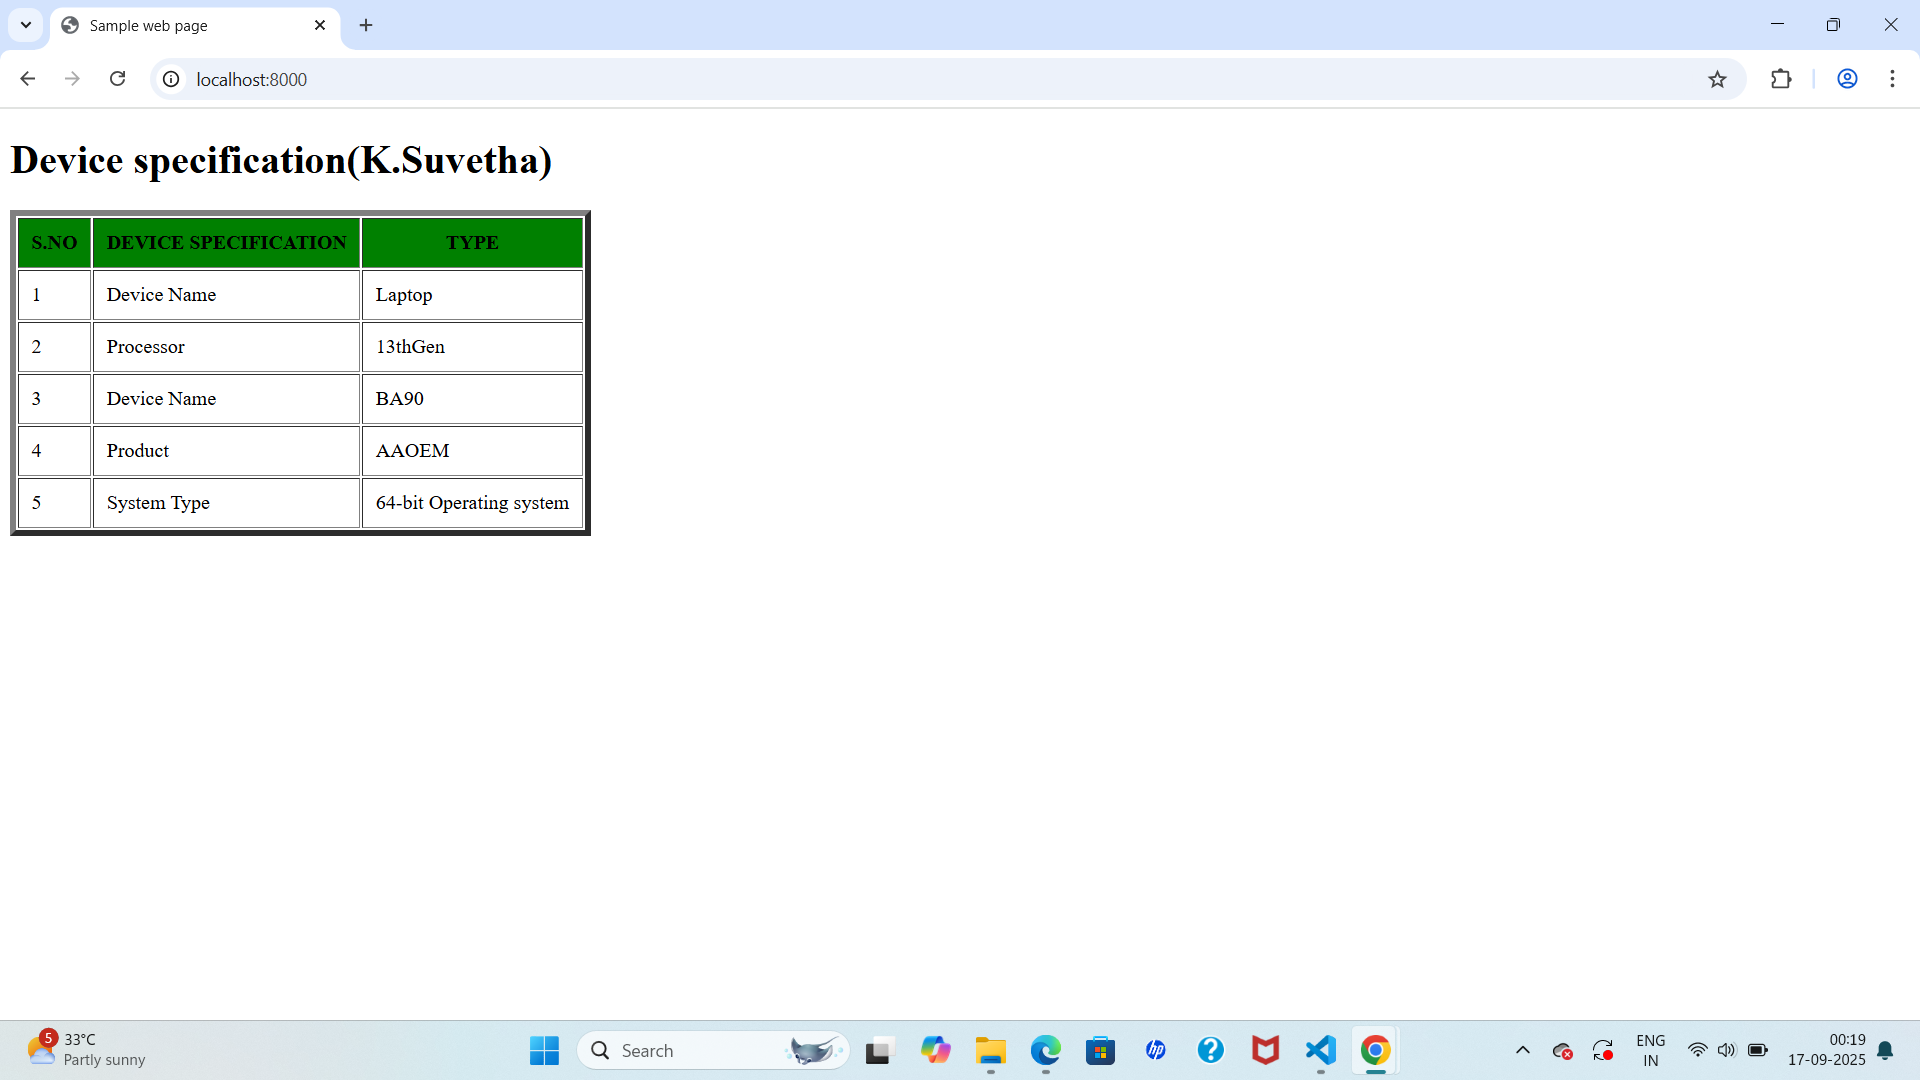 Sample web page
localhost:8000
Device specification(K.Suvetha)
S.NO DEVICE SPECIFICATION TYPE
1 Device Name Laptop
2 Processor 13thGen
3 Device Name BA90
4 Product AAOEM
5 System Type 64-bit Operating system
5
33°C
Partly sunny
Search
hp
ENG
IN
00:19
17-09-2025